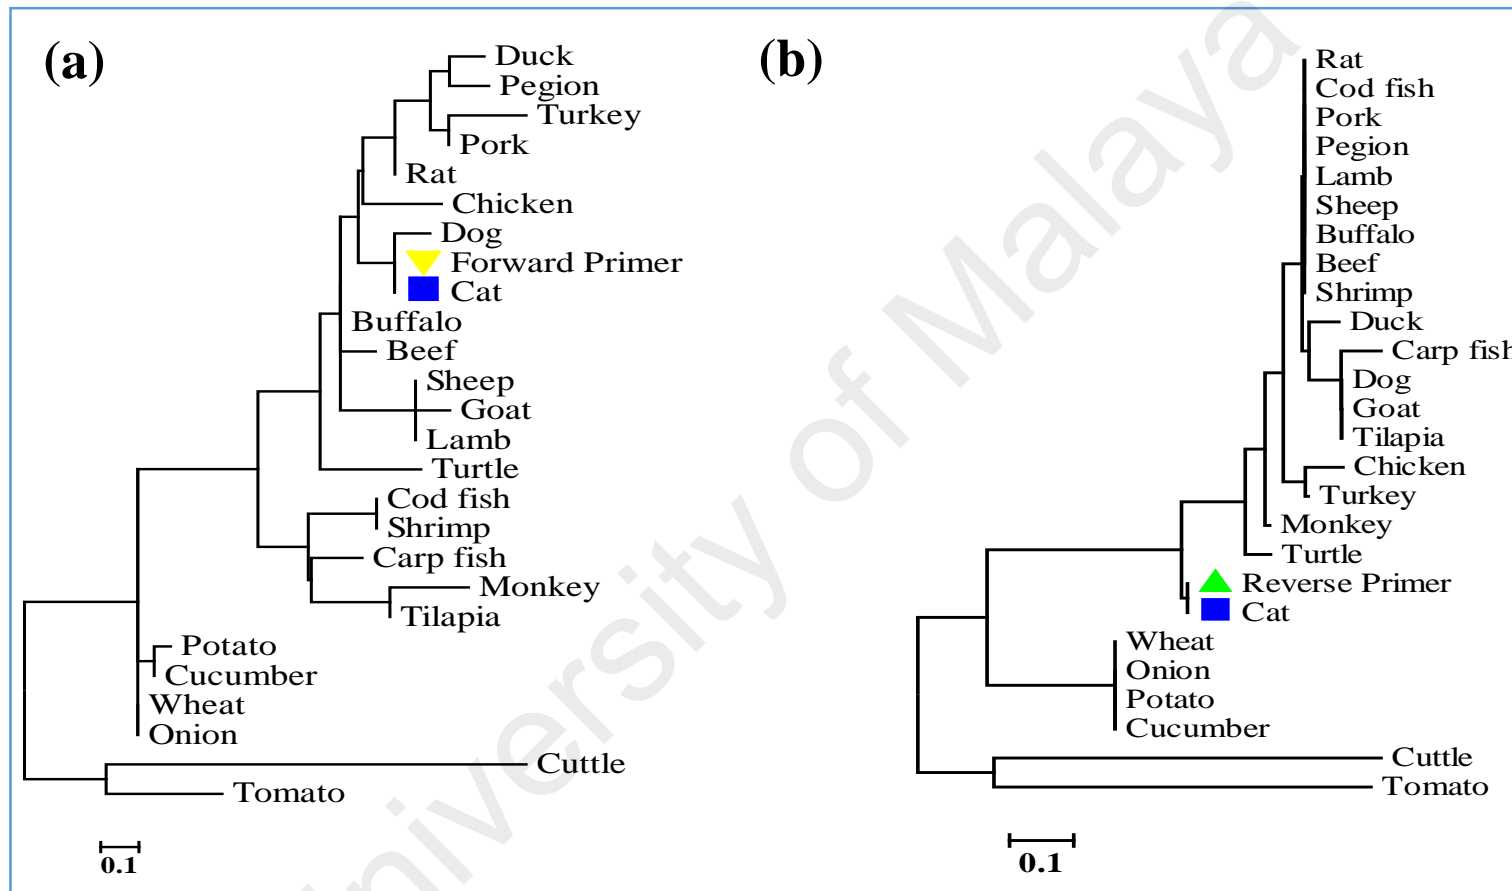 (a)
Duck
Pegion
Turkey
Pork
Rat
Chicken
Dog
Forward Primer
Cat
Buffalo
Beef
Sheep
Goat
Lamb
Turtle
Cod fish
Shrimp
Carp fish
Monkey
Tilapia
Potato
Cucumber
Wheat
Onion
Cuttle
Tomato
0.1
(b)
Rat
Cod fish
Pork
Pegion
Lamb
Sheep
Buffalo
Beef
Shrimp
Duck
Carp fish
Dog
Goat
Tilapia
Chicken
Turkey
Monkey
Turtle
Reverse Primer
Cat
Wheat
Onion
Potato
Cucumber
Cuttle
Tomato
0.1
niversity of Malaya